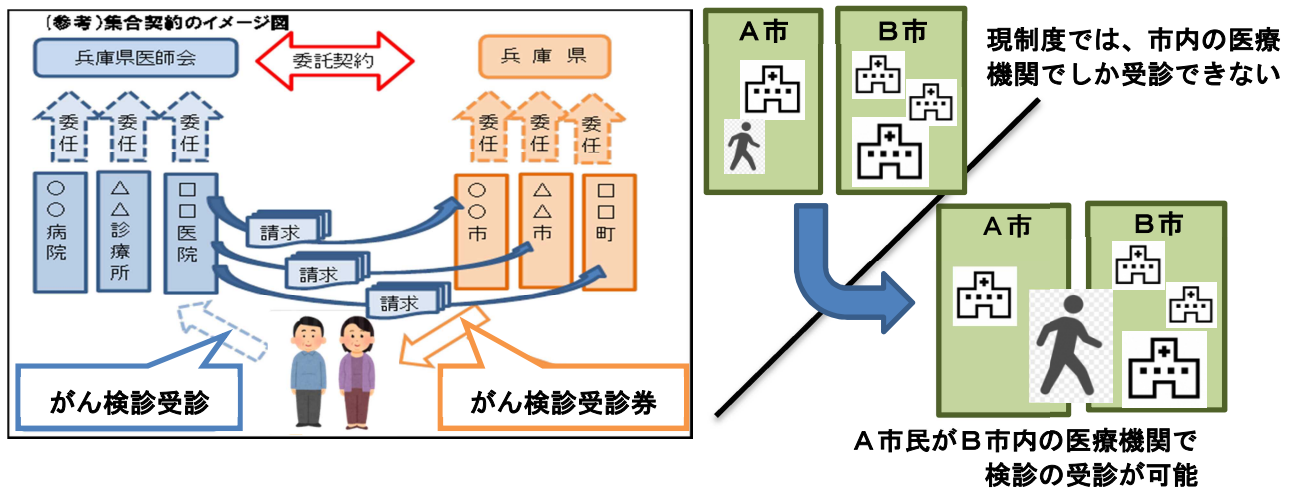 (参考)集合契約のイメージ図
兵庫県医師会
委託契約
兵庫県
委任
委任
委任
委任
委任
委任
○○病院
△△診療所
□□医院
○○市
△△市
□□町
請求
請求
請求
がん検診受診
がん検診受診券
A市
B市
現制度では、市内の医療
機関でしか受診できない
A市
B市
A市民がB市内の医療機関で
検診の受診が可能